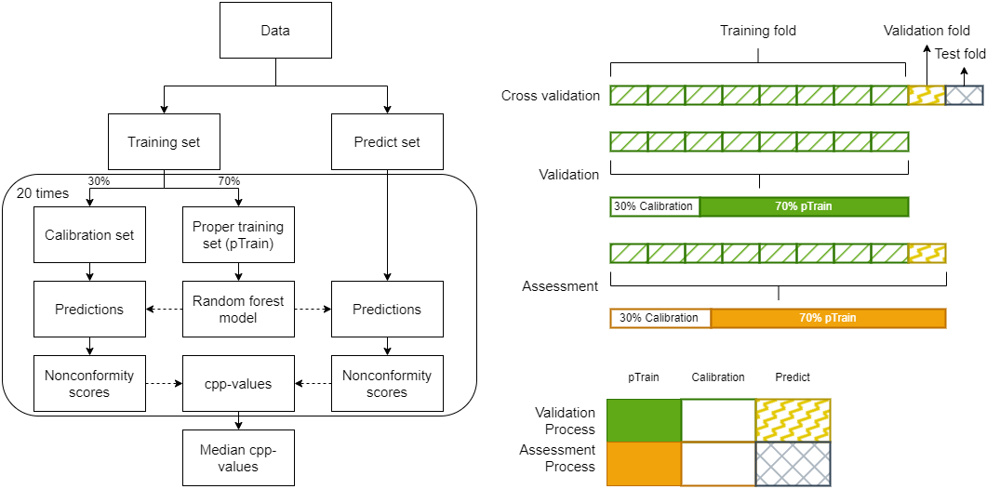 Data
Training set
Predict set
20 times
30%
70%
Calibration set
Proper training
set (pTrain)
Predictions
Random forest
model
Predictions
Nonconformity
scores
cpp-values
Nonconformity
scores
Median cpp-
values
Training fold
Validation fold
Test fold
Cross validation
Validation
30% Calibration
70% pTrain
Assessment
30% Calibration
70% pTrain
pTrain
Calibration
Predict
Validation
Process
Assessment
Process